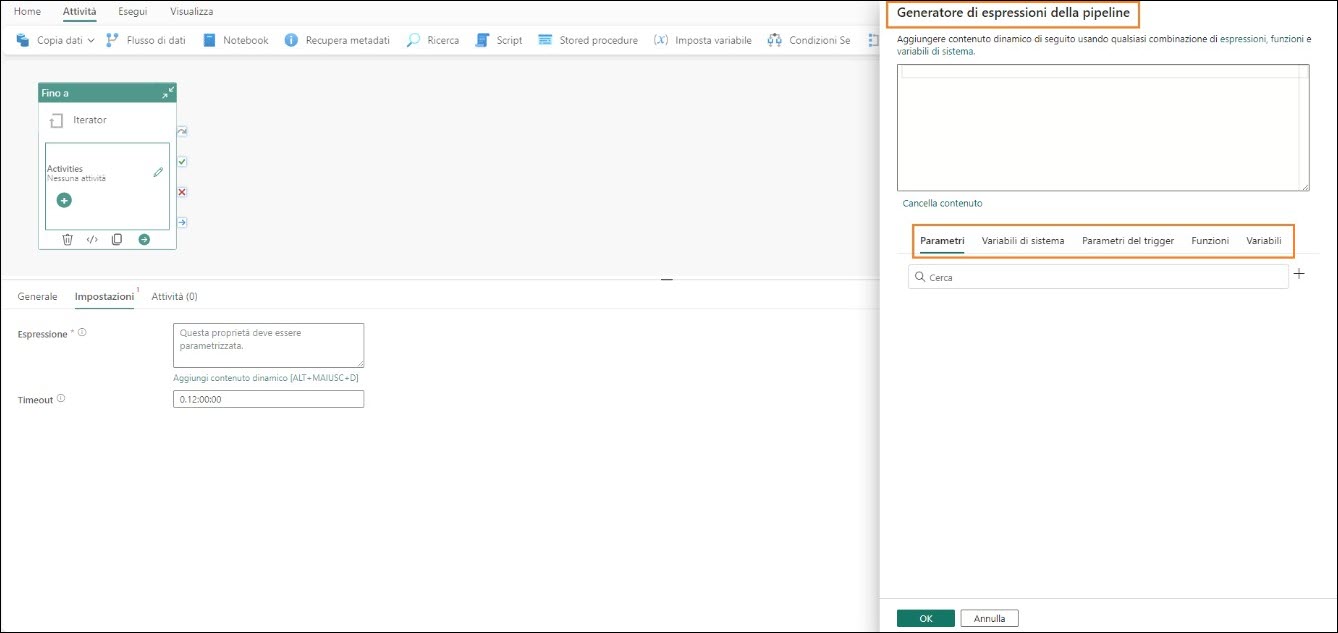 Home Attività Esegui Visualizza
Copia dati Flusso di dati Notebook Recupera metadati Ricerca Script Stored procedure (x) Imposta variabile Condizioni Se
Fino a
Iterator
Activities
Nessuna attività
Generale Impostazioni 1 Attività (0)
Espressione *
Questa proprietà deve essere
parametrizzata.
Aggiungi contenuto dinamico [ALT+MAIUSC+D]
Timeout
0.12:00:00
Generatore di espressioni della pipeline
Aggiungere contenuto dinamico di seguito usando qualsiasi combinazione di espressioni, funzioni e
variabili di sistema.
Cancella contenuto
Parametri Variabili di sistema Parametri del trigger Funzioni Variabili
Cerca
OK Annulla